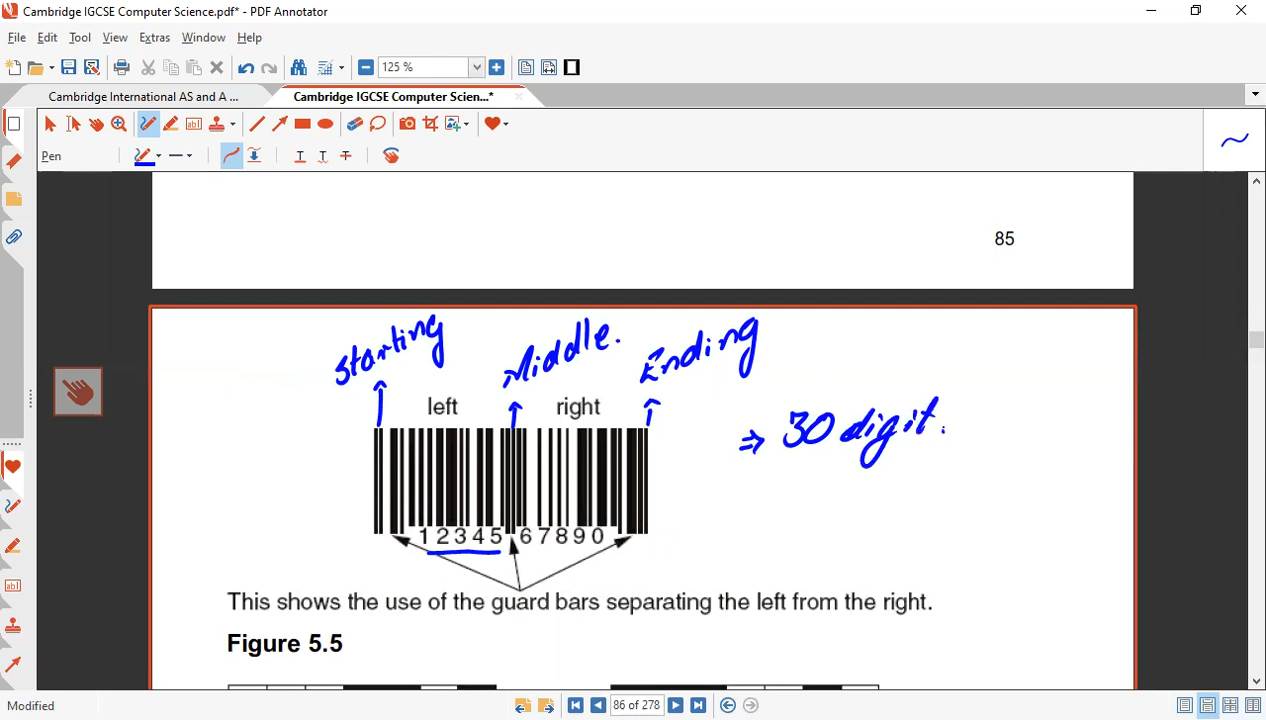 Cambridge IGCSE Computer Science.pdf* - PDF Annotator
File Edit Tool View Extras Window Help
125 %
Cambridge International AS and A ... Cambridge IGCSE Computer Scien...*
Pen
85
starting Middle. Ending
left right
⇒ 30 digit.
12345 67890
This shows the use of the guard bars separating the left from the right.
Figure 5.5
Modified 86 of 278